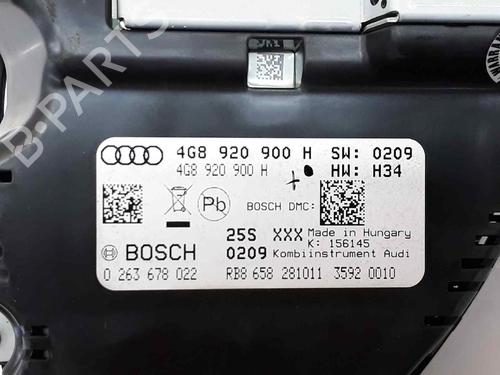 B-PARTS
JK1
4G8 920 900 H SW: 0209
4G8 920 900 H HW: H34
Pb BOSCH DMC:
25S XXX Made in Hungary
K: 156145
BOSCH 0209 Kombiinstrument Audi
0 263 678 022 RB8 658 281011 3592 0010